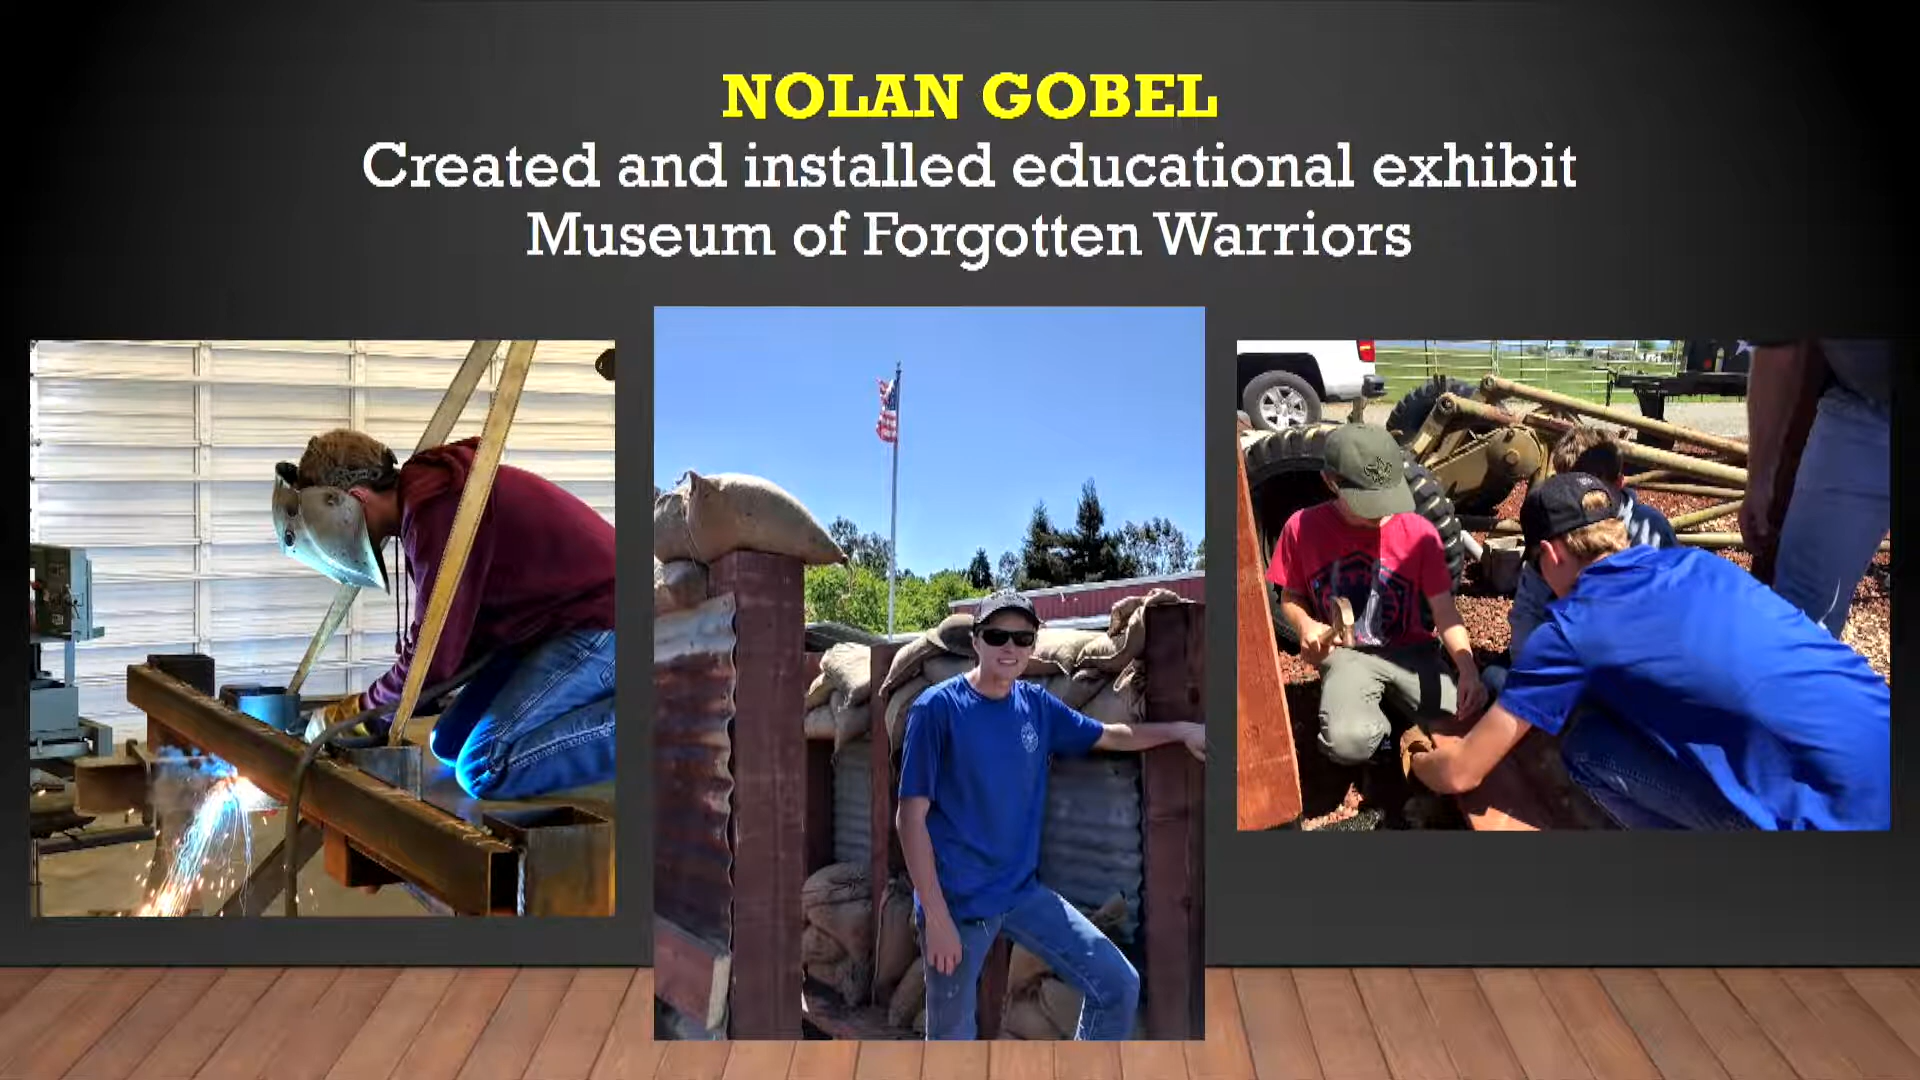 NOLAN GOBEL
Created and installed educational exhibit
Museum of Forgotten Warriors